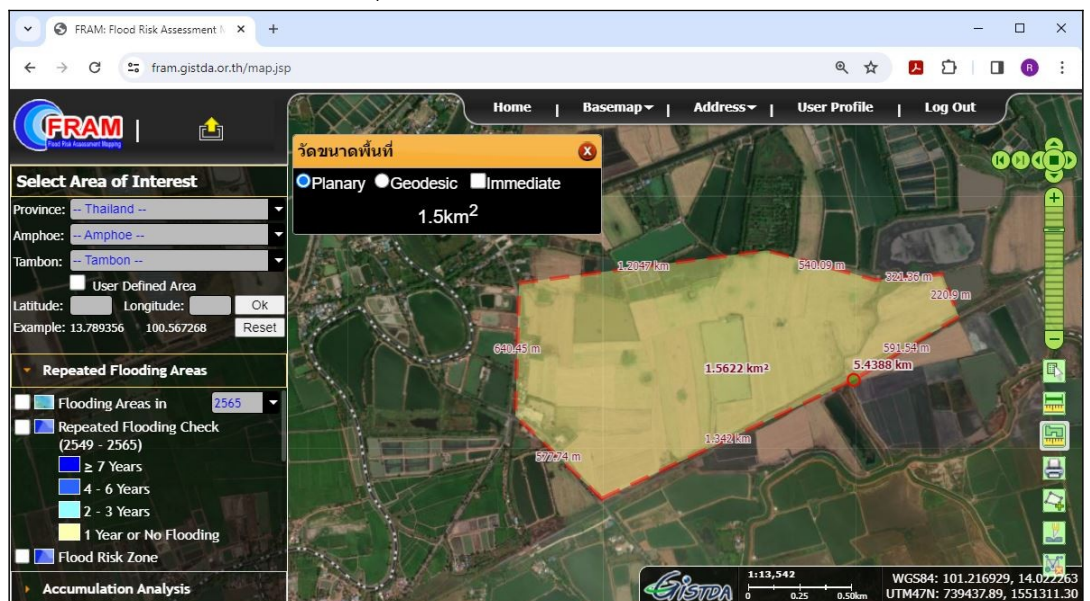 FRAM: Flood Risk Assessment M
fram.gistda.or.th/map.jsp
R
FRAM
Flood Risk Assessment Mapping
Home | Basemap | Address | User Profile | Log Out
วัดขนาดพื้นที่
Planary Geodesic Immediate
1.5km²
Select Area of Interest
Province: -- Thailand --
Amphoe: -- Amphoe --
Tambon: -- Tambon --
User Defined Area
Latitude: Longitude: Ok
Example: 13.789356 100.567268 Reset
Repeated Flooding Areas
Flooding Areas in 2565
Repeated Flooding Check
(2549 - 2565)
≥ 7 Years
4 - 6 Years
2 - 3 Years
1 Year or No Flooding
Flood Risk Zone
Accumulation Analysis
1.2047 km
540.09 m
321.36 m
220.9 m
640.45 m
591.54 m
1.5622 km²
5.4388 km
1.342 km
577.74 m
GISTDA
1:13,542
0 0.25 0.50km
WGS84: 101.216929, 14.022263
UTM47N: 739437.89, 1551311.30